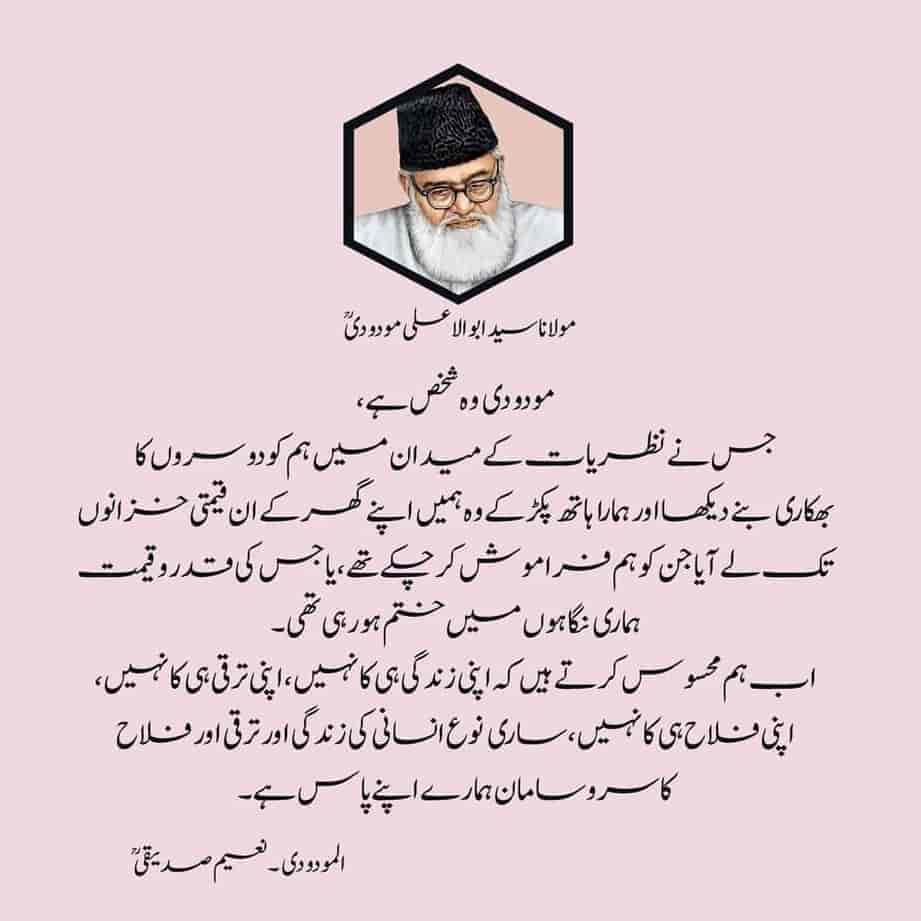 مولانا سید ابوالاعلی مودودیؒ
مودودی وہ شخص ہے،
جس نے نظریات کے میدان میں ہم کو دوسروں کا
بھکاری بنے دیکھا اور ہمارا ہاتھ پکڑ کے وہ ہمیں اپنے گھر کے ان قیمتی خزانوں
تک لے آیا جن کو ہم فراموش کر چکے تھے، یا جس کی قدر و قیمت
ہماری نگاہوں میں ختم ہو رہی تھی۔
اب ہم محسوس کرتے ہیں کہ اپنی زندگی ہی کا نہیں، اپنی ترقی ہی کا نہیں،
اپنی فلاح ہی کا نہیں، ساری نوع انسانی کی زندگی اور ترقی اور فلاح
کا سروسامان ہمارے اپنے پاس ہے۔
المودودی۔ نعیم صدیقیؒ